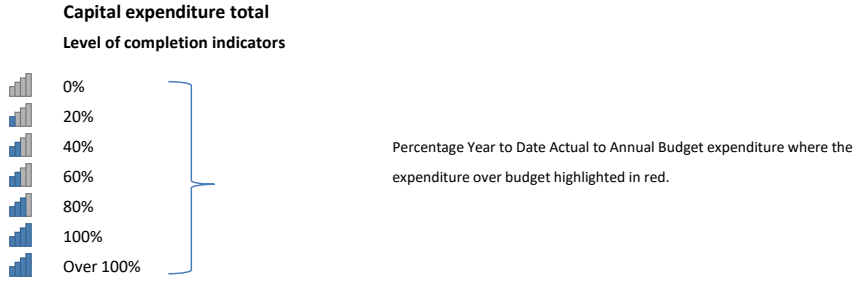 Capital expenditure total
Level of completion indicators
0%
20%
40%
60%
80%
100%
Over 100%
Percentage Year to Date Actual to Annual Budget expenditure where the
expenditure over budget highlighted in red.